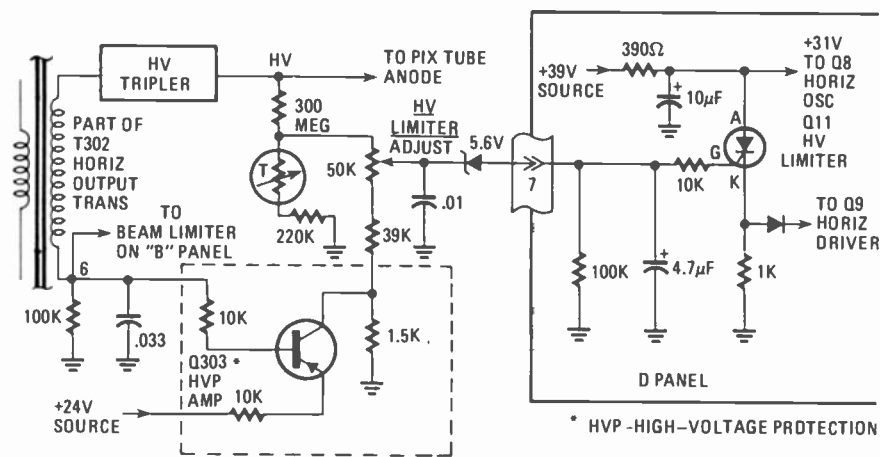 HV
TRIPLER
HV
TO PIX TUBE
ANODE
300
MEG
HV
LIMITER
ADJUST
5.6V
PART OF
T302
HORIZ
OUTPUT
TRANS
T
50K
.01
220K
39K
TO
BEAM LIMITER
ON "B" PANEL
6
100K
.033
10K
Q303 *
HVP
AMP
10K
1.5K
+24V
SOURCE
7
390Ω
+39V
SOURCE
+
10µF
+31V
TO Q8
HORIZ
OSC
Q11
HV
LIMITER
A
G
K
10K
TO Q9
HORIZ
DRIVER
100K
+
4.7µF
1K
D PANEL
* HVP-HIGH-VOLTAGE PROTECTION